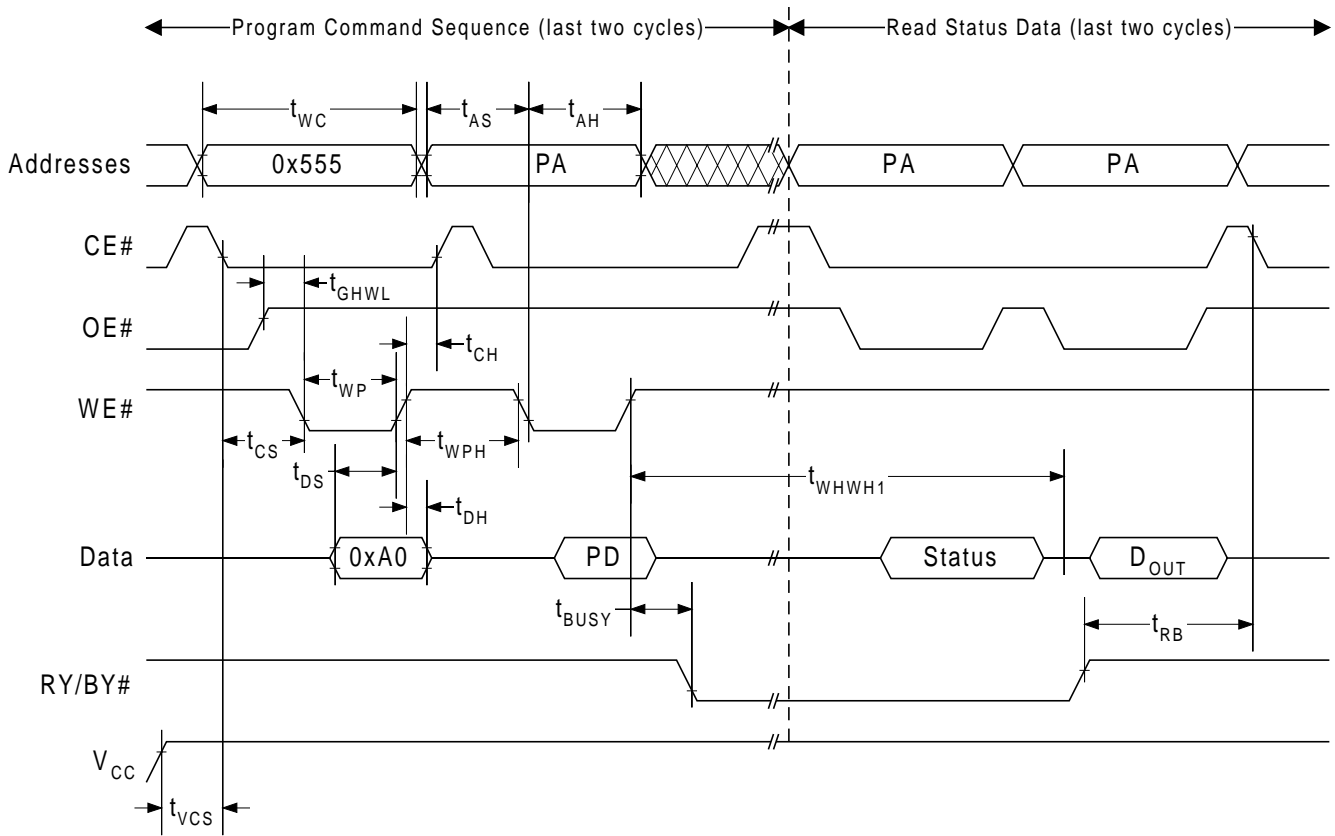 Program Command Sequence (last two cycles)
Read Status Data (last two cycles)
tWC
tAS
tAH
Addresses
0x555
PA
PA
PA
CE#
tGHWL
OE#
tCH
tWP
WE#
tCS
tWPH
tDS
tWHWH1
tDH
Data
0xA0
PD
Status
DOUT
tBUSY
tRB
RY/BY#
VCC
tVCS